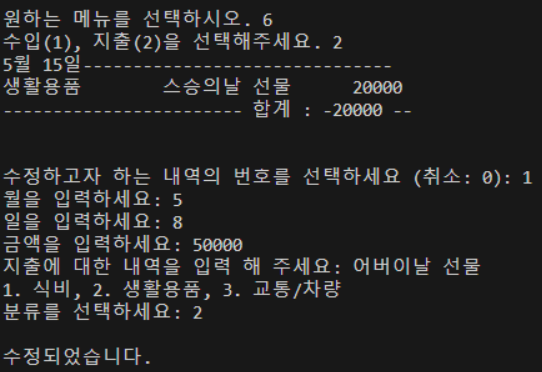 원하는 메뉴를 선택하시오. 6
수입(1), 지출(2)을 선택해주세요. 2
5월 15일-------------------------------
생활용품 스승의날 선물 20000
------------------------ 합계 : -20000 --
수정하고자 하는 내역의 번호를 선택하세요 (취소: 0): 1
월을 입력하세요: 5
일을 입력하세요: 8
금액을 입력하세요: 50000
지출에 대한 내역을 입력 해 주세요: 어버이날 선물
1. 식비, 2. 생활용품, 3. 교통/차량
분류를 선택하세요: 2
수정되었습니다.